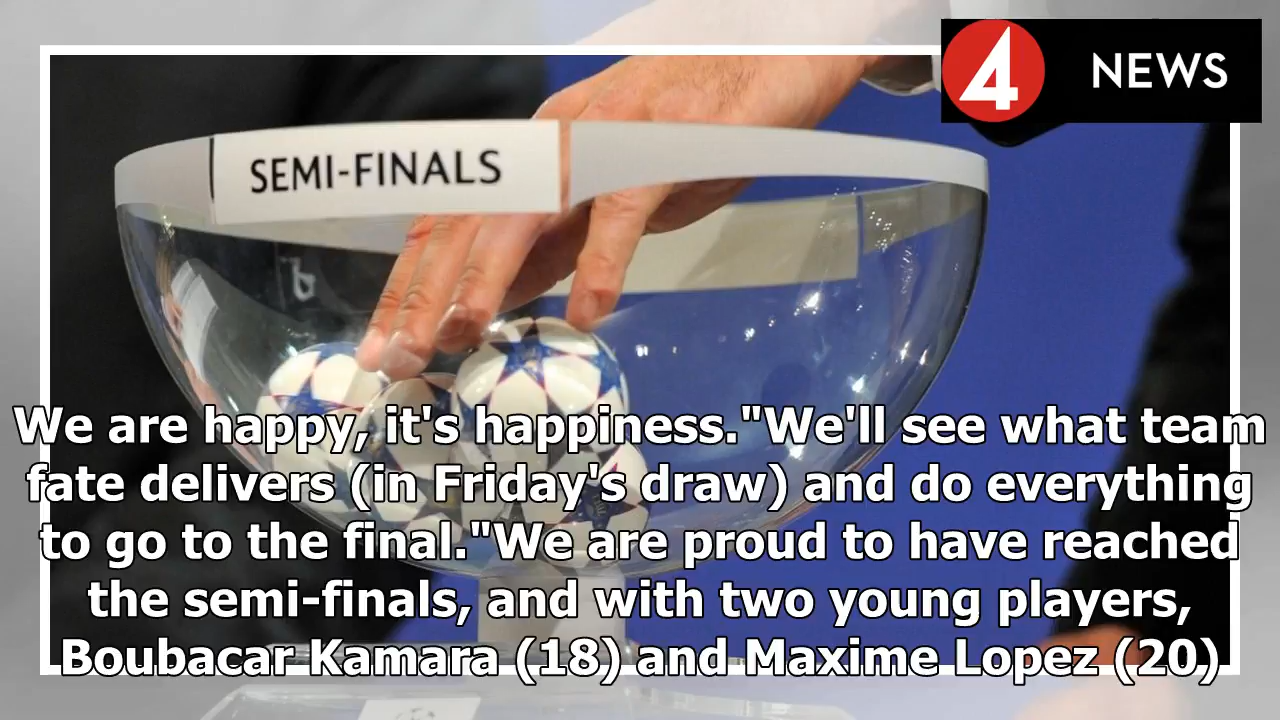 4 NEWS
SEMI-FINALS
We are happy, it's happiness."We'll see what team
fate delivers (in Friday's draw) and do everything
to go to the final."We are proud to have reached
the semi-finals, and with two young players,
Boubacar Kamara (18) and Maxime Lopez (20)